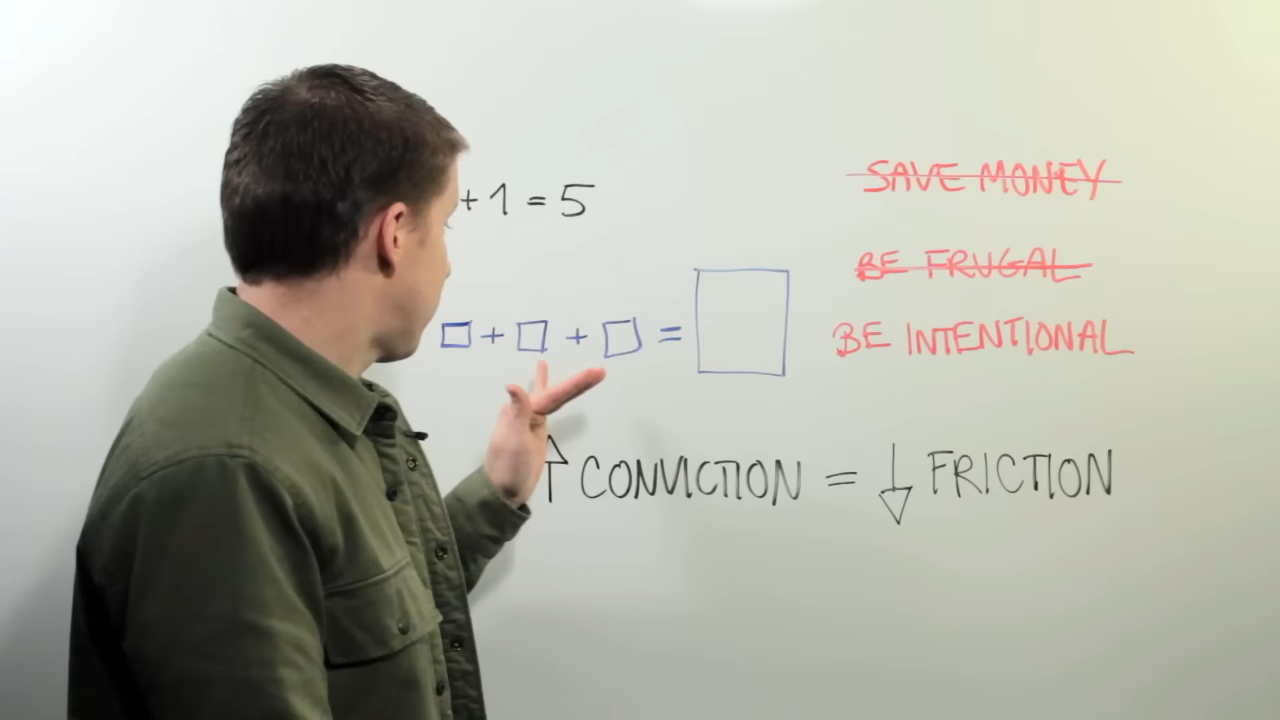 + 1 = 5
SAVE MONEY
BE FRUGAL
□ + □ + □ = □
BE INTENTIONAL
↑ CONVICTION = ↓ FRICTION